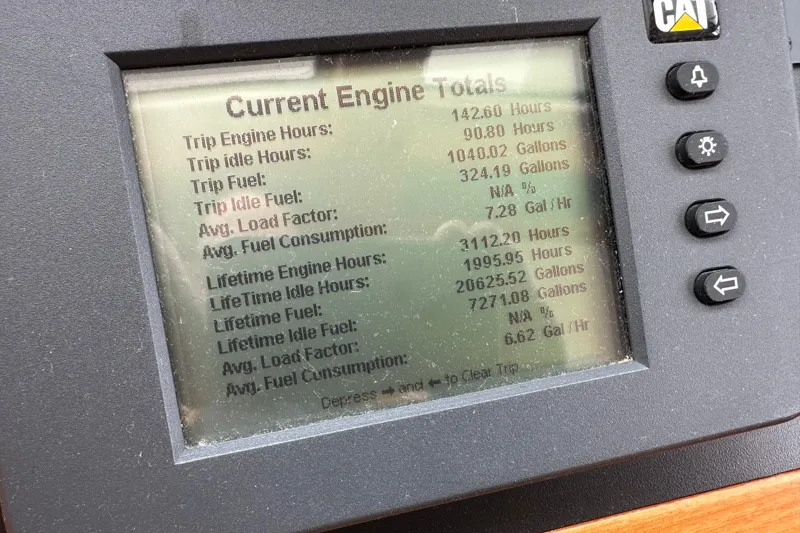 CAT
Current Engine Totals
Trip Engine Hours: 142.60 Hours
Trip idle Hours: 90.80 Hours
Trip Fuel: 1040.02 Gallons
Trip Idle Fuel: 324.19 Gallons
Avg. Load Factor: N/A %
Avg. Fuel Consumption: 7.28 Gal/Hr
Lifetime Engine Hours: 3112.20 Hours
LifeTime Idle Hours: 1995.95 Hours
Lifetime Fuel: 20625.52 Gallons
Lifetime Idle Fuel: 7271.08 Gallons
Avg. Load Factor: N/A %
Avg. Fuel Consumption: 6.62 Gal/Hr
Depress ➡ and ⬅ to Clear Trip